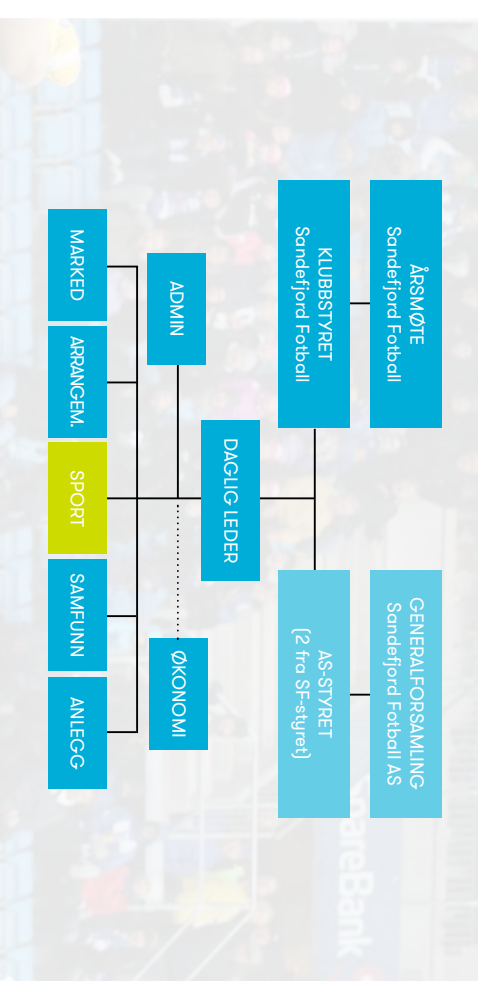 ÅRSMØTE
Sandefjord Fotball
GENERALFORSAMLING
Sandefjord Fotball AS
KLUBBSTYRET
Sandefjord Fotball
AS-STYRET
(2 fra SF-styret)
DAGLIG LEDER
ADMIN
ØKONOMI
MARKED
ARRANGEM.
SPORT
SAMFUNN
ANLEGG
areBank